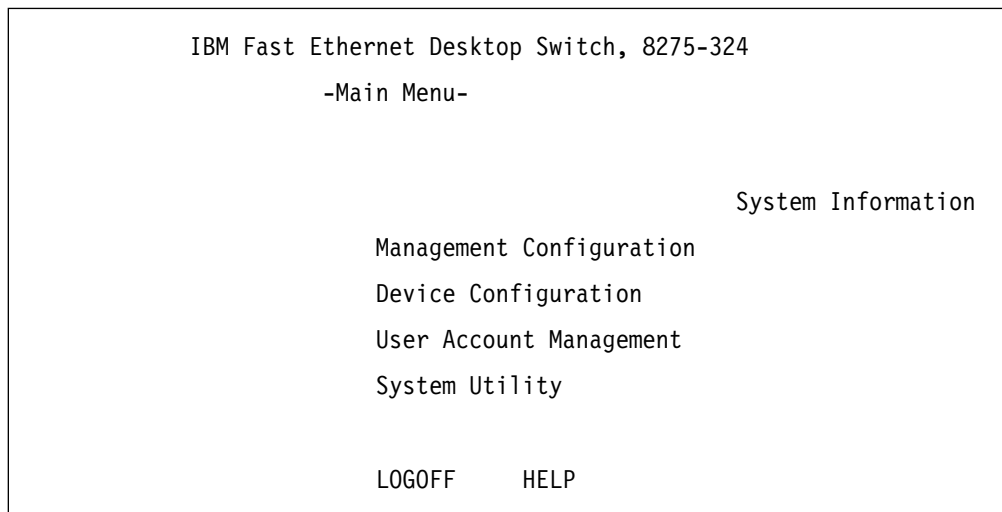 IBM Fast Ethernet Desktop Switch, 8275-324
-Main Menu-
System Information
Management Configuration
Device Configuration
User Account Management
System Utility
LOGOFF HELP